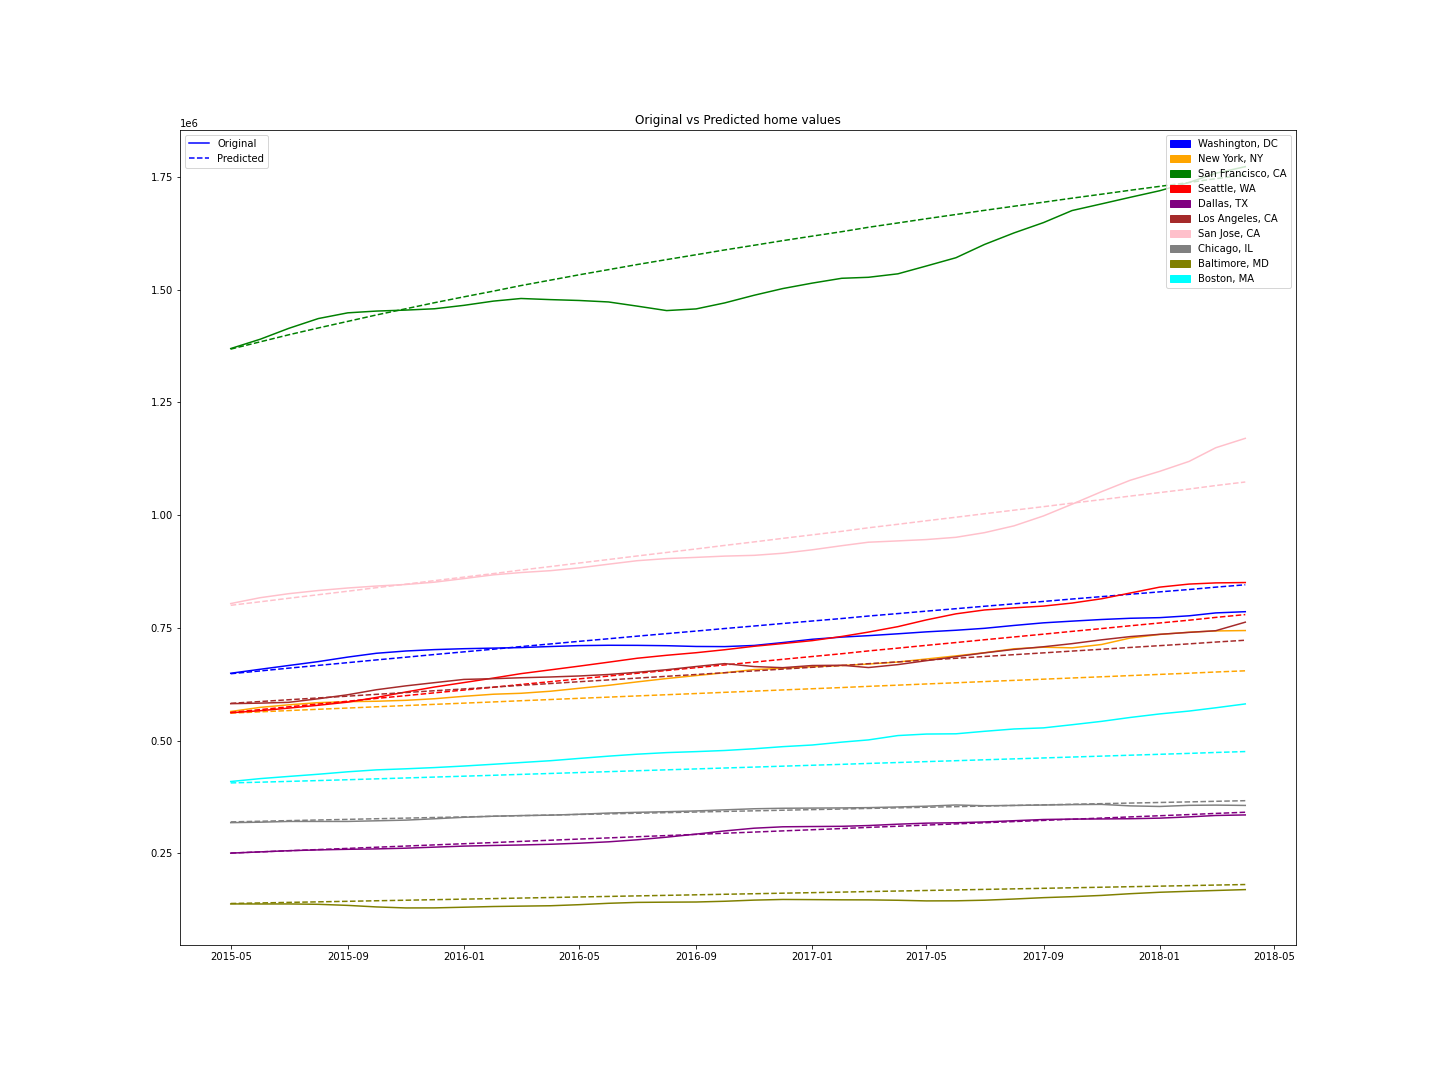 Original vs Predicted home values
1e6
Original
Predicted
Washington, DC
New York, NY
San Francisco, CA
Seattle, WA
Dallas, TX
Los Angeles, CA
San Jose, CA
Chicago, IL
Baltimore, MD
Boston, MA
1.75
1.50
1.25
1.00
0.75
0.50
0.25
2015-05 2015-09 2016-01 2016-05 2016-09 2017-01 2017-05 2017-09 2018-01 2018-05